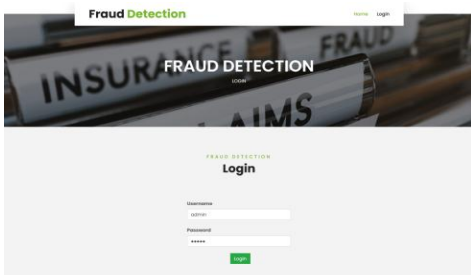 Fraud Detection
Home Login
INSURANCE
FRAUD
CLAIMS
FRAUD DETECTION
LOGIN
FRAUD DETECTION
Login
Username
admin
Password
•••••
Login